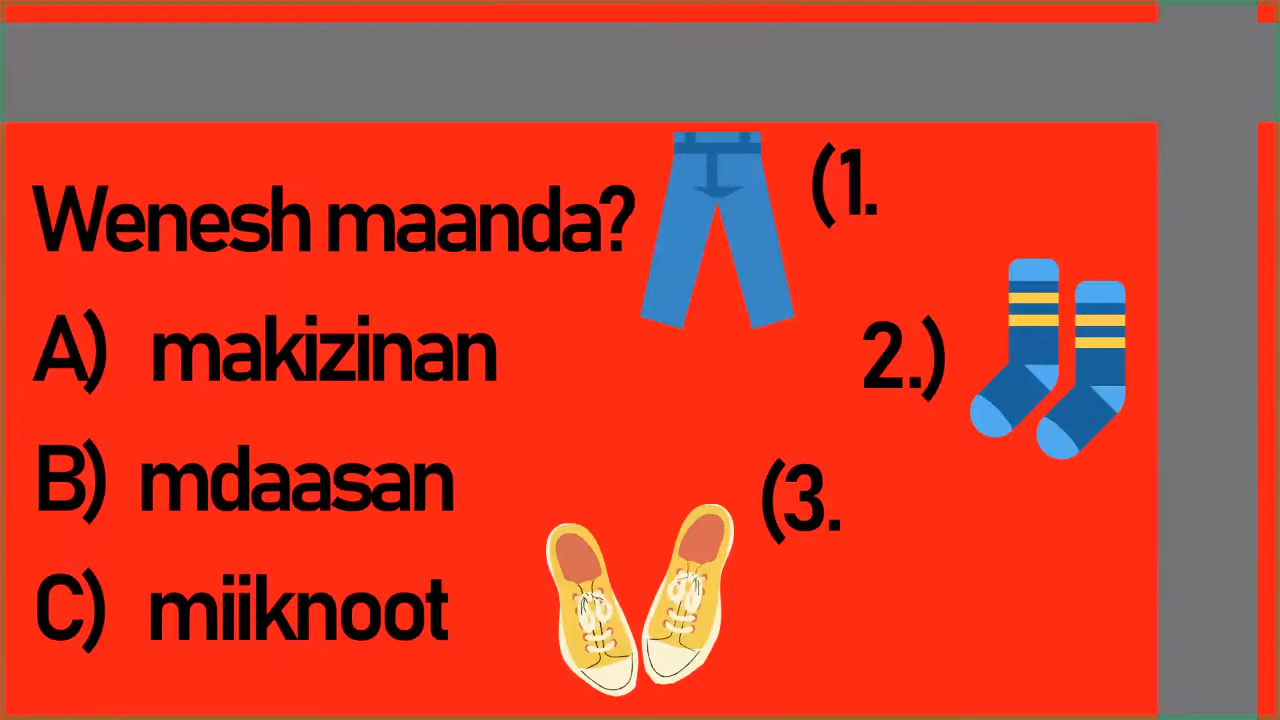 Wenesh maanda?
(1.
A) makizinan
2.)
B) mdaasan
(3.
C) miiknoot